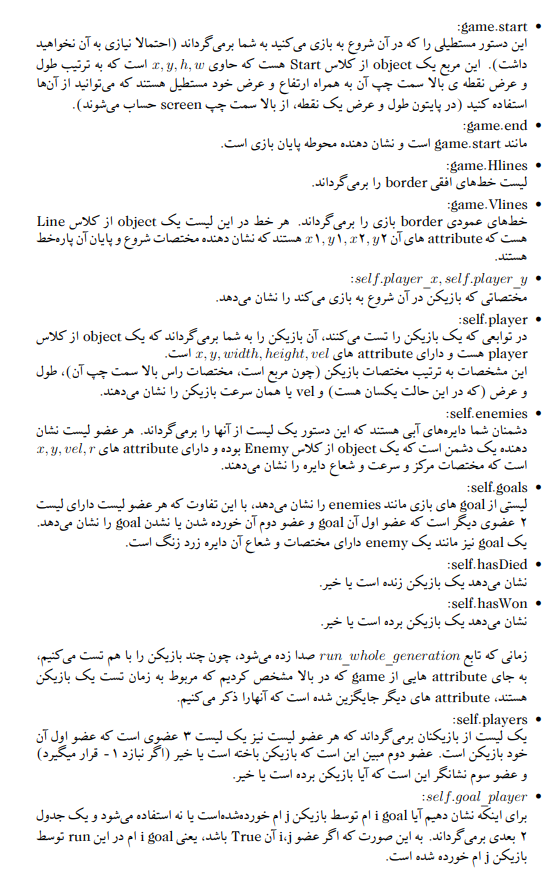 • game.start:
این دستور مستطیلی را که در آن شروع به بازی می‌کنید به شما برمی‌گرداند (احتمالا نیازی به آن نخواهید
داشت). این مربع یک object از کلاس Start هست که حاوی x, y, h, w است که به ترتیب طول
و عرض نقطه ی بالا سمت چپ آن به همراه ارتفاع و عرض خود مستطیل هستند که می‌توانید از آن‌ها
استفاده کنید (در پایتون طول و عرض یک نقطه، از بالا سمت چپ screen حساب می‌شوند).
• game.end:
مانند game.start است و نشان دهنده محوطه پایان بازی است.
• game.Hlines:
لیست خط‌های افقی border را برمی‌گرداند.
• game.Vlines:
خط‌های عمودی border بازی را برمی‌گرداند. هر خط در این لیست یک object از کلاس Line
هست که attribute های آن x۱, y۱, x۲, y۲ هستند که نشان دهنده مختصات شروع و پایان آن پاره‌خط
هستند.
• self.player_x, self.player_y:
مختصاتی که بازیکن در آن شروع به بازی می‌کند را نشان می‌دهد.
• self.player:
در توابعی که یک بازیکن را تست می‌کنند، آن بازیکن را به شما برمی‌گرداند که یک object از کلاس
player هست و دارای attribute های x, y, width, height, vel است.
این مشخصات به ترتیب مختصات بازیکن (چون مربع است، مختصات راس بالا سمت چپ آن)، طول
و عرض (که در این حالت یکسان هست) و vel یا همان سرعت بازیکن را نشان می‌دهند.
• self.enemies:
دشمنان شما دایره‌های آبی هستند که این دستور یک لیست از آنها را برمی‌گرداند. هر عضو لیست نشان
دهنده یک دشمن است که یک object از کلاس Enemy بوده و دارای attribute های x, y, vel, r
است که مختصات مرکز و سرعت و شعاع دایره را نشان می‌دهند.
• self.goals:
لیستی از goal های بازی مانند enemies را نشان می‌دهد، با این تفاوت که هر عضو لیست دارای لیست
۲ عضوی دیگر است که عضو اول آن goal و عضو دوم آن خورده شدن یا نشدن goal را نشان می‌دهد.
یک goal نیز مانند یک enemy دارای مختصات و شعاع آن دایره زرد زنگ است.
• self.hasDied:
نشان می‌دهد یک بازیکن زنده است یا خیر.
• self.hasWon:
نشان می‌دهد یک بازیکن برده است یا خیر.
زمانی که تابع run_whole_generation صدا زده می‌شود، چون چند بازیکن را با هم تست می‌کنیم،
به جای attribute هایی از game که در بالا مشخص کردیم که مربوط به زمان تست یک بازیکن
هستند، attribute های دیگر جایگزین شده است که آنهارا ذکر می‌کنیم.
• self.players:
یک لیست از بازیکنان برمی‌گرداند که هر عضو لیست نیز یک لیست ۳ عضوی است که عضو اول آن
خود بازیکن است. عضو دوم مبین این است که بازیکن باخته است یا خیر (اگر نیازد ۱- قرار میگیرد)
و عضو سوم نشانگر این است که آیا بازیکن برده است یا خیر.
• self.goal_player:
برای اینکه نشان دهیم آیا goal i ام توسط بازیکن j ام خورده‌شده‌است یا نه استفاده می‌شود و یک جدول
۲ بعدی برمی‌گرداند. به این صورت که اگر عضو i,j آن True باشد، یعنی goal i ام در این run توسط
بازیکن j ام خورده شده است.